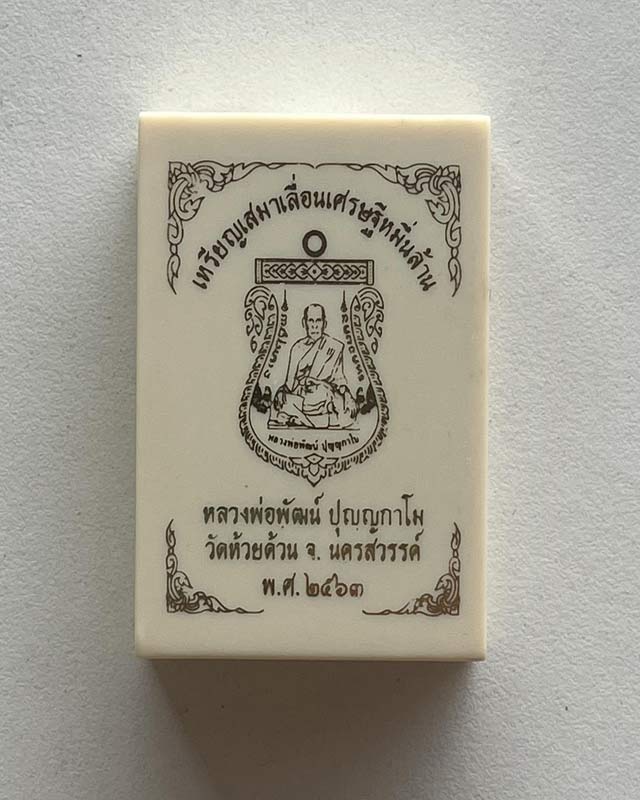 เหรียญเสมาเลื่อนเศรษฐีหมื่นล้าน
หลวงพ่อพัฒน์ ปุญฺญกาโม
หลวงพ่อพัฒน์ ปุญฺญกาโม
วัดห้วยด้วน จ. นครสวรรค์
พ.ศ. ๒๕๖๓